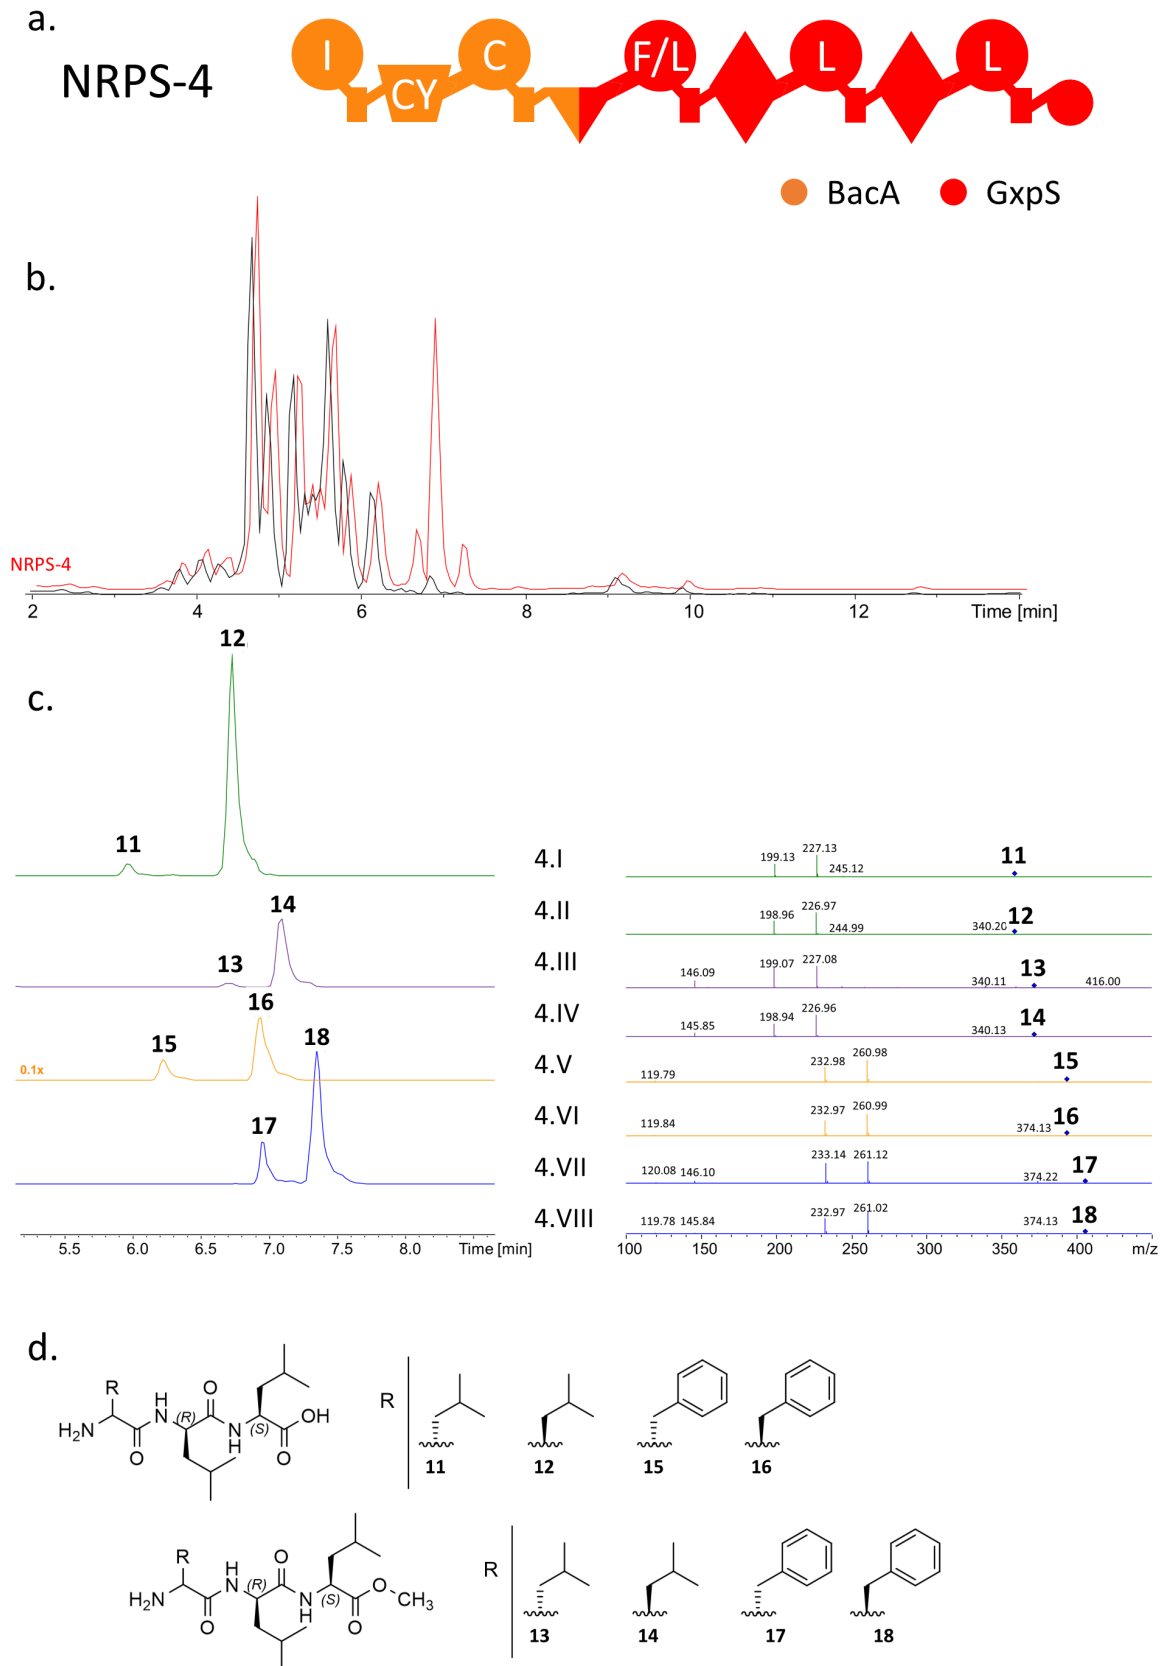 a.
NRPS-4
I CY C F/L L L
BacA GxpS
b.
NRPS-4
2 4 6 8 10 12 Time [min]
c.
12
11
14
13
16
15
18
0.1x
17
5.5 6.0 6.5 7.0 7.5 8.0 Time [min]
4.I 199.13 227.13 245.12 11
4.II 198.96 226.97 244.99 340.20 12
4.III 146.09 199.07 227.08 340.11 13 416.00
4.IV 145.85 198.94 226.96 340.13 14
4.V 119.79 232.98 260.98 15
4.VI 119.84 232.97 260.99 374.13 16
4.VII 120.08 146.10 233.14 261.12 374.22 17
4.VIII 119.78 145.84 232.97 261.02 374.13 18
100 150 200 250 300 350 400 m/z
d.
R H2N O N H (R) O N H (S) O OH
R
11 12 15 16
R H2N O N H (R) O N H (S) O O CH3
R
13 14 17 18